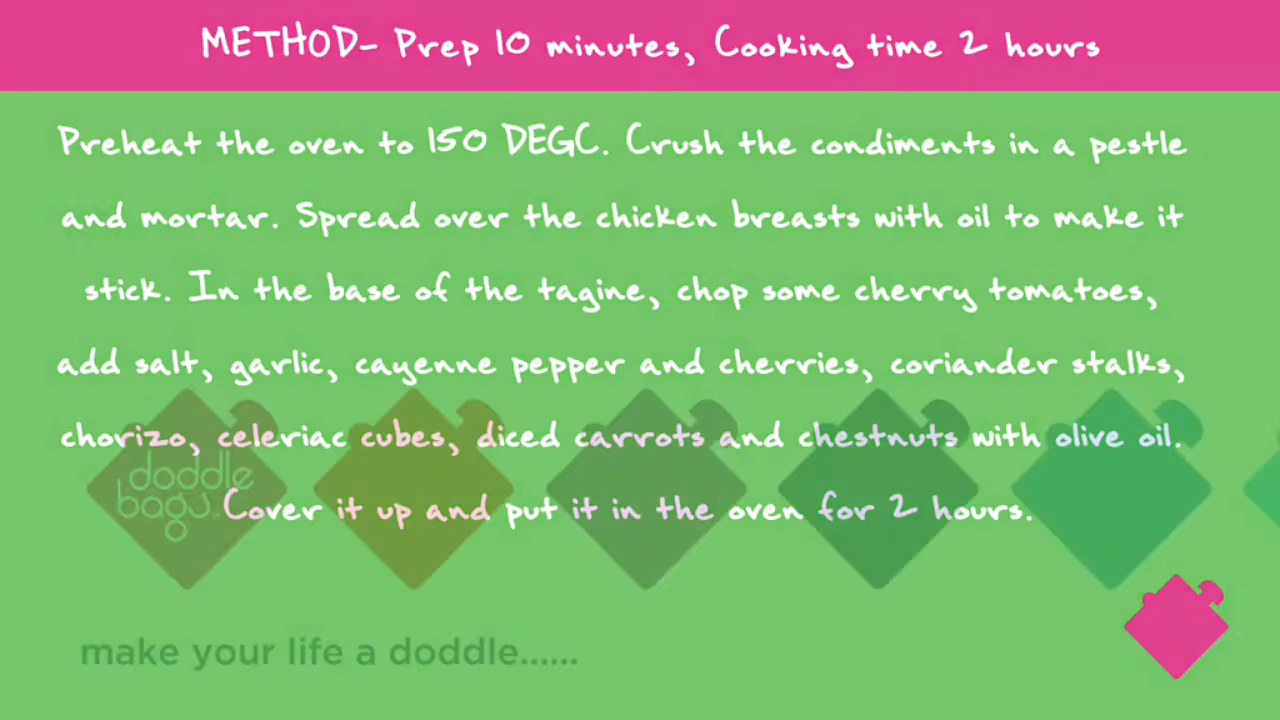 METHOD- Prep 10 minutes, Cooking time 2 hours
Preheat the oven to 150 DEGC. Crush the condiments in a pestle
and mortar. Spread over the chicken breasts with oil to make it
stick. In the base of the tagine, chop some cherry tomatoes,
add salt, garlic, cayenne pepper and cherries, coriander stalks,
chorizo, celeriac cubes, diced carrots and chestnuts with olive oil.
Cover it up and put it in the oven for 2 hours.
doddle
bags
make your life a doddle......